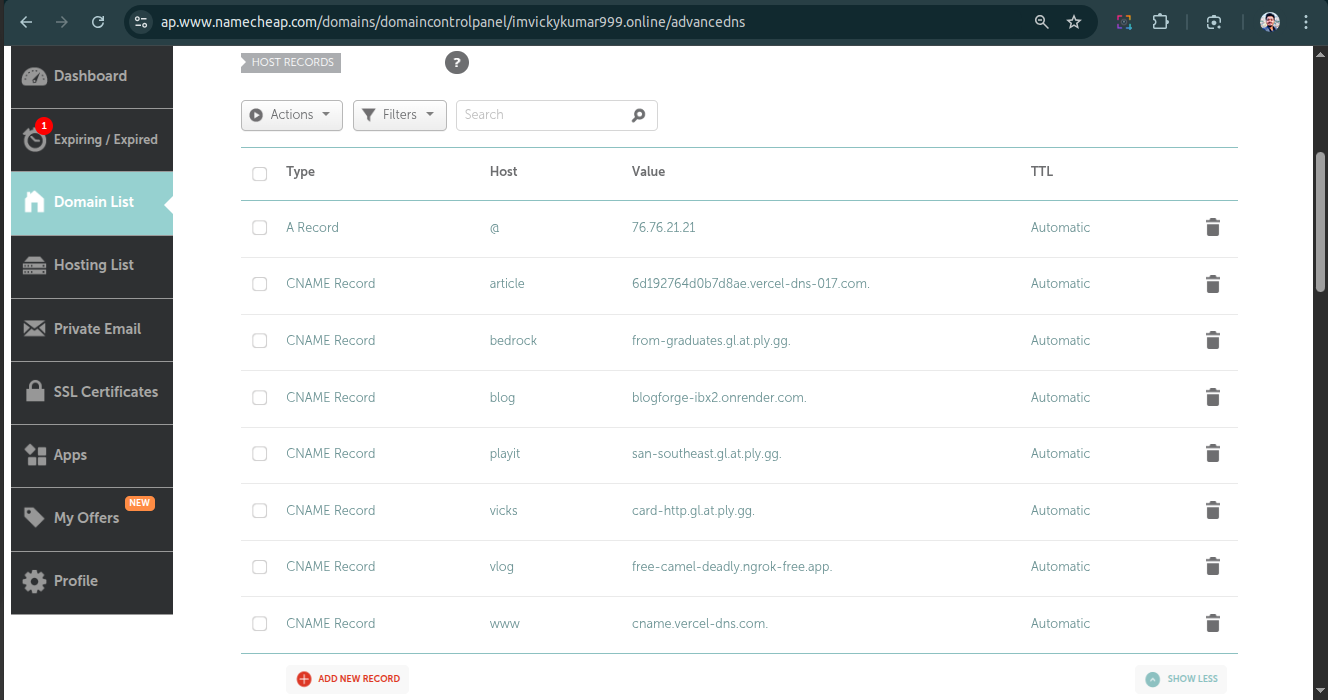 ap.www.namecheap.com/domains/domaincontrolpanel/imvickykumar999.online/advancedns
Dashboard
1
Expiring / Expired
Domain List
Hosting List
Private Email
SSL Certificates
Apps
NEW
My Offers
Profile
HOST RECORDS ?
Actions Filters Search
Type Host Value TTL
A Record @ 76.76.21.21 Automatic
CNAME Record article 6d192764d0b7d8ae.vercel-dns-017.com. Automatic
CNAME Record bedrock from-graduates.gl.at.ply.gg. Automatic
CNAME Record blog blogforge-ibx2.onrender.com. Automatic
CNAME Record playit san-southeast.gl.at.ply.gg. Automatic
CNAME Record vicks card-http.gl.at.ply.gg. Automatic
CNAME Record vlog free-camel-deadly.ngrok-free.app. Automatic
CNAME Record www cname.vercel-dns.com. Automatic
ADD NEW RECORD SHOW LESS